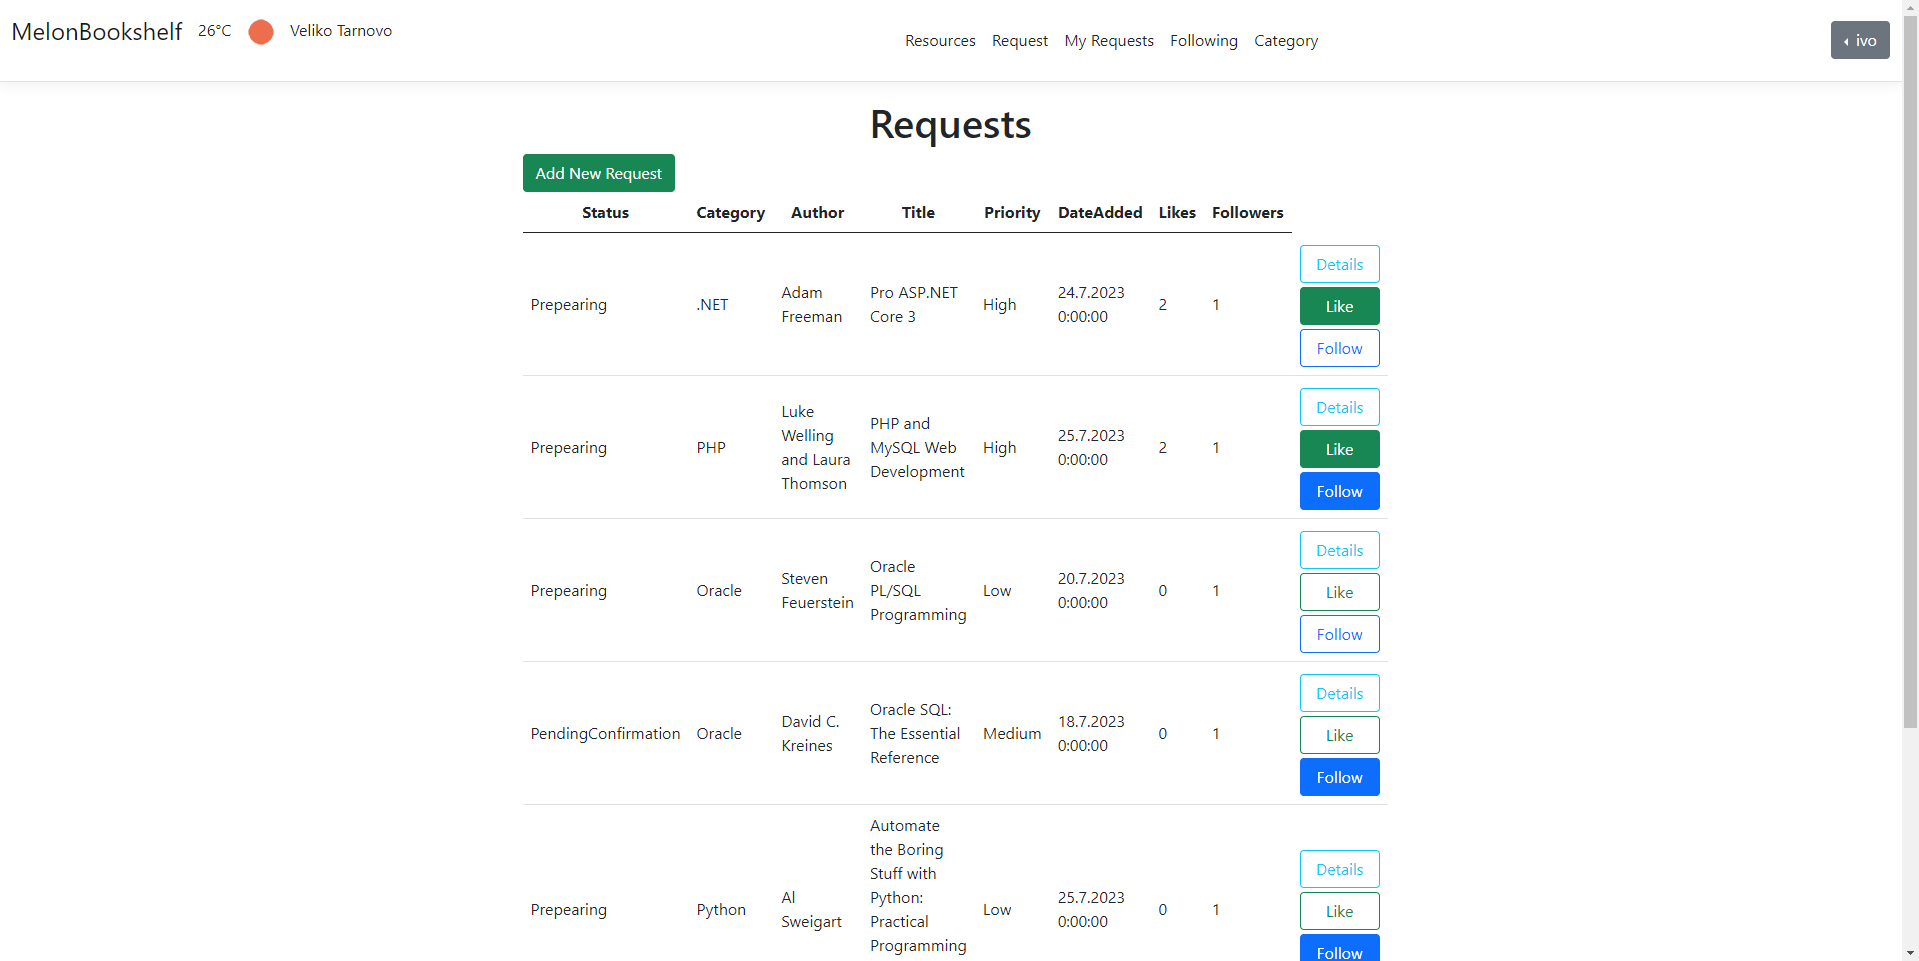 MelonBookshelf 26°C Veliko Tarnovo Resources Request My Requests Following Category ivo
Requests
Add New Request
Status Category Author Title Priority DateAdded Likes Followers
Prepearing .NET Adam Freeman Pro ASP.NET Core 3 High 24.7.2023 0:00:00 2 1
Details
Like
Follow
Prepearing PHP Luke Welling and Laura Thomson PHP and MySQL Web Development High 25.7.2023 0:00:00 2 1
Details
Like
Follow
Prepearing Oracle Steven Feuerstein Oracle PL/SQL Programming Low 20.7.2023 0:00:00 0 1
Details
Like
Follow
PendingConfirmation Oracle David C. Kreines Oracle SQL: The Essential Reference Medium 18.7.2023 0:00:00 0 1
Details
Like
Follow
Prepearing Python Al Sweigart Automate the Boring Stuff with Python: Practical Programming Low 25.7.2023 0:00:00 0 1
Details
Like
Follow